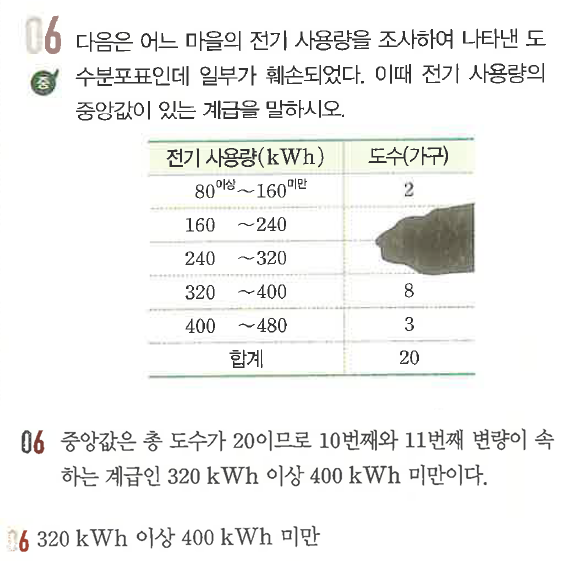 06 다음은 어느 마을의 전기 사용량을 조사하여 나타낸 도
중 수분포표인데 일부가 훼손되었다. 이때 전기 사용량의
중앙값이 있는 계급을 말하시오.
전기 사용량(kWh) 도수(가구)
80이상~160미만 2
160 ~240
240 ~320
320 ~400 8
400 ~480 3
합계 20
06 중앙값은 총 도수가 20이므로 10번째와 11번째 변량이 속
하는 계급인 320 kWh 이상 400 kWh 미만이다.
06 320 kWh 이상 400 kWh 미만